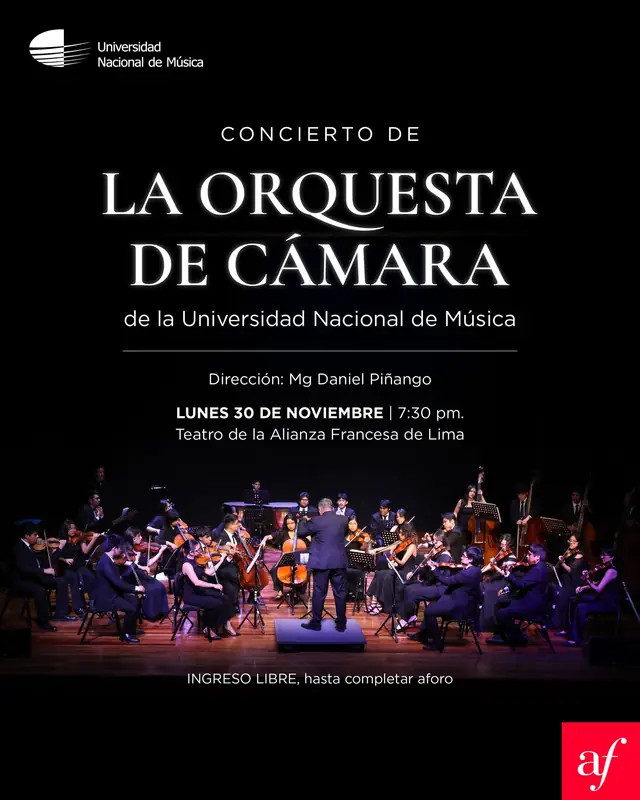 Universidad
Nacional de Música
CONCIERTO DE
LA ORQUESTA
DE CÁMARA
de la Universidad Nacional de Música
Dirección: Mg Daniel Piñango
LUNES 30 DE NOVIEMBRE | 7:30 pm.
Teatro de la Alianza Francesa de Lima
INGRESO LIBRE, hasta completar aforo
af